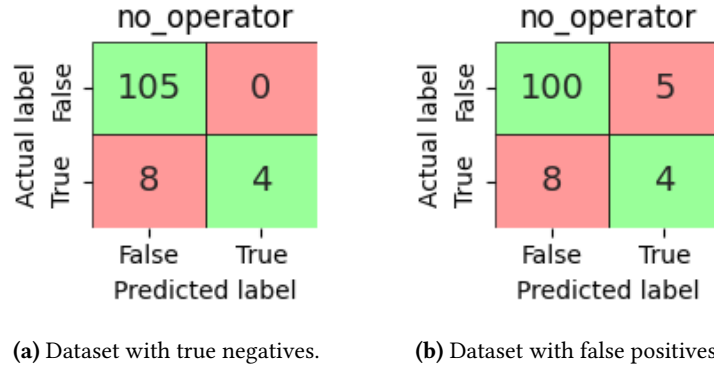 no_operator
Actual label
False
True
105
0
8
4
False
True
Predicted label
(a) Dataset with true negatives.
no_operator
Actual label
False
True
100
5
8
4
False
True
Predicted label
(b) Dataset with false positives